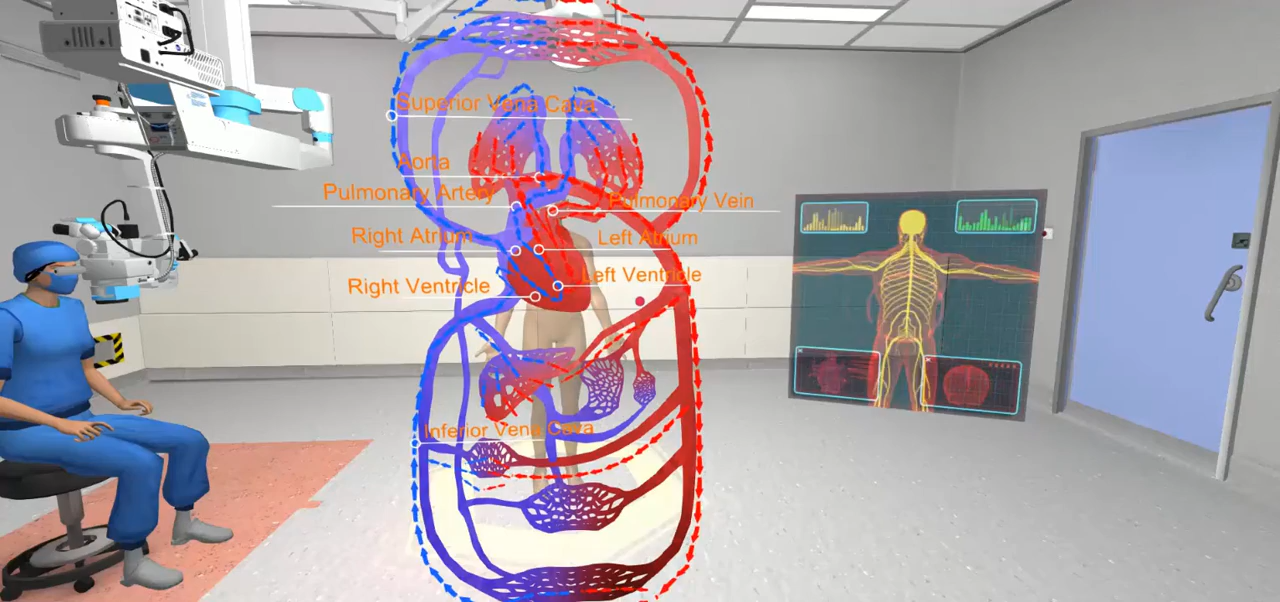 Superior Vena Cava
Aorta
Pulmonary Artery
Pulmonary Vein
Right Atrium
Left Atrium
Left Ventricle
Right Ventricle
Inferior Vena Cava